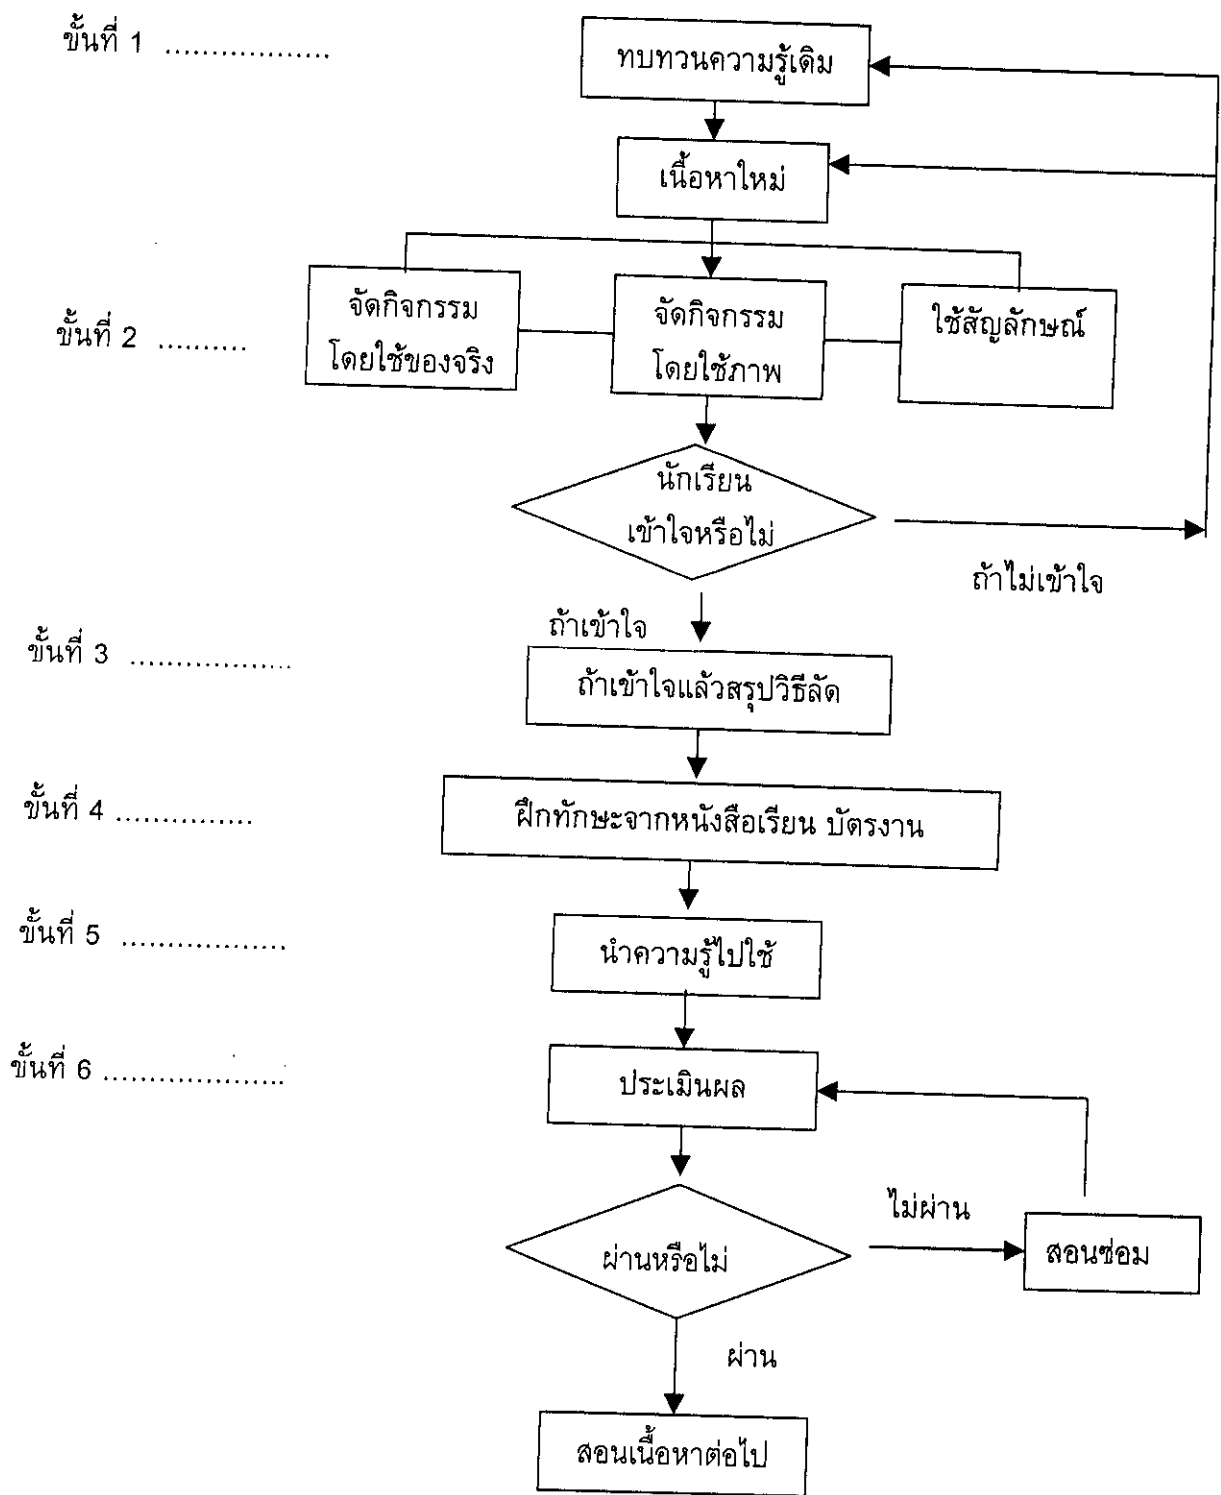 ขั้นที่ 1 ..................
ทบทวนความรู้เดิม
เนื้อหาใหม่
ขั้นที่ 2 ..........
จัดกิจกรรม
โดยใช้ของจริง
จัดกิจกรรม
โดยใช้ภาพ
ใช้สัญลักษณ์
นักเรียน
เข้าใจหรือไม่
ถ้าไม่เข้าใจ
ถ้าเข้าใจ
ขั้นที่ 3 ..................
ถ้าเข้าใจแล้วสรุปวิธีลัด
ขั้นที่ 4 ...............
ฝึกทักษะจากหนังสือเรียน บัตรงาน
ขั้นที่ 5 ..................
นำความรู้ไปใช้
ขั้นที่ 6 ....................
ประเมินผล
ไม่ผ่าน
ผ่านหรือไม่
สอนซ่อม
ผ่าน
สอนเนื้อหาต่อไป